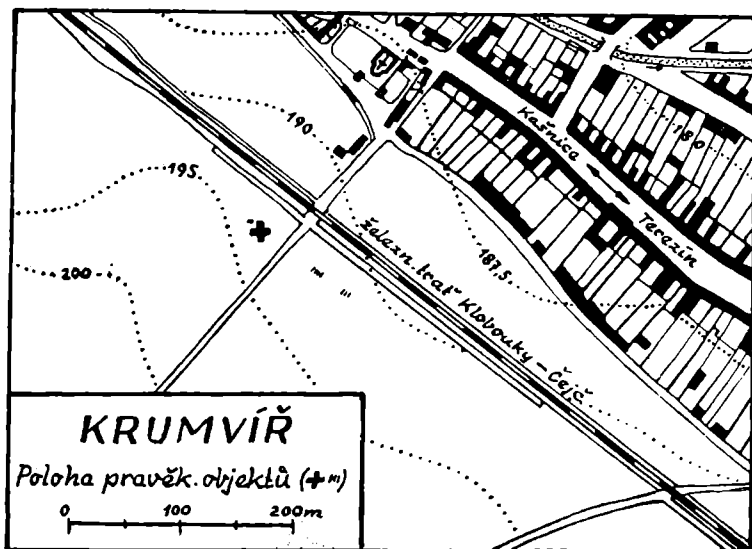 190
195
200
180
Kašnice
Terezín
187,5
železn. trať Klobouky – Čejč
KRUMVÍŘ
Poloha pravěk. objektů (+ııı)
0 100 200m